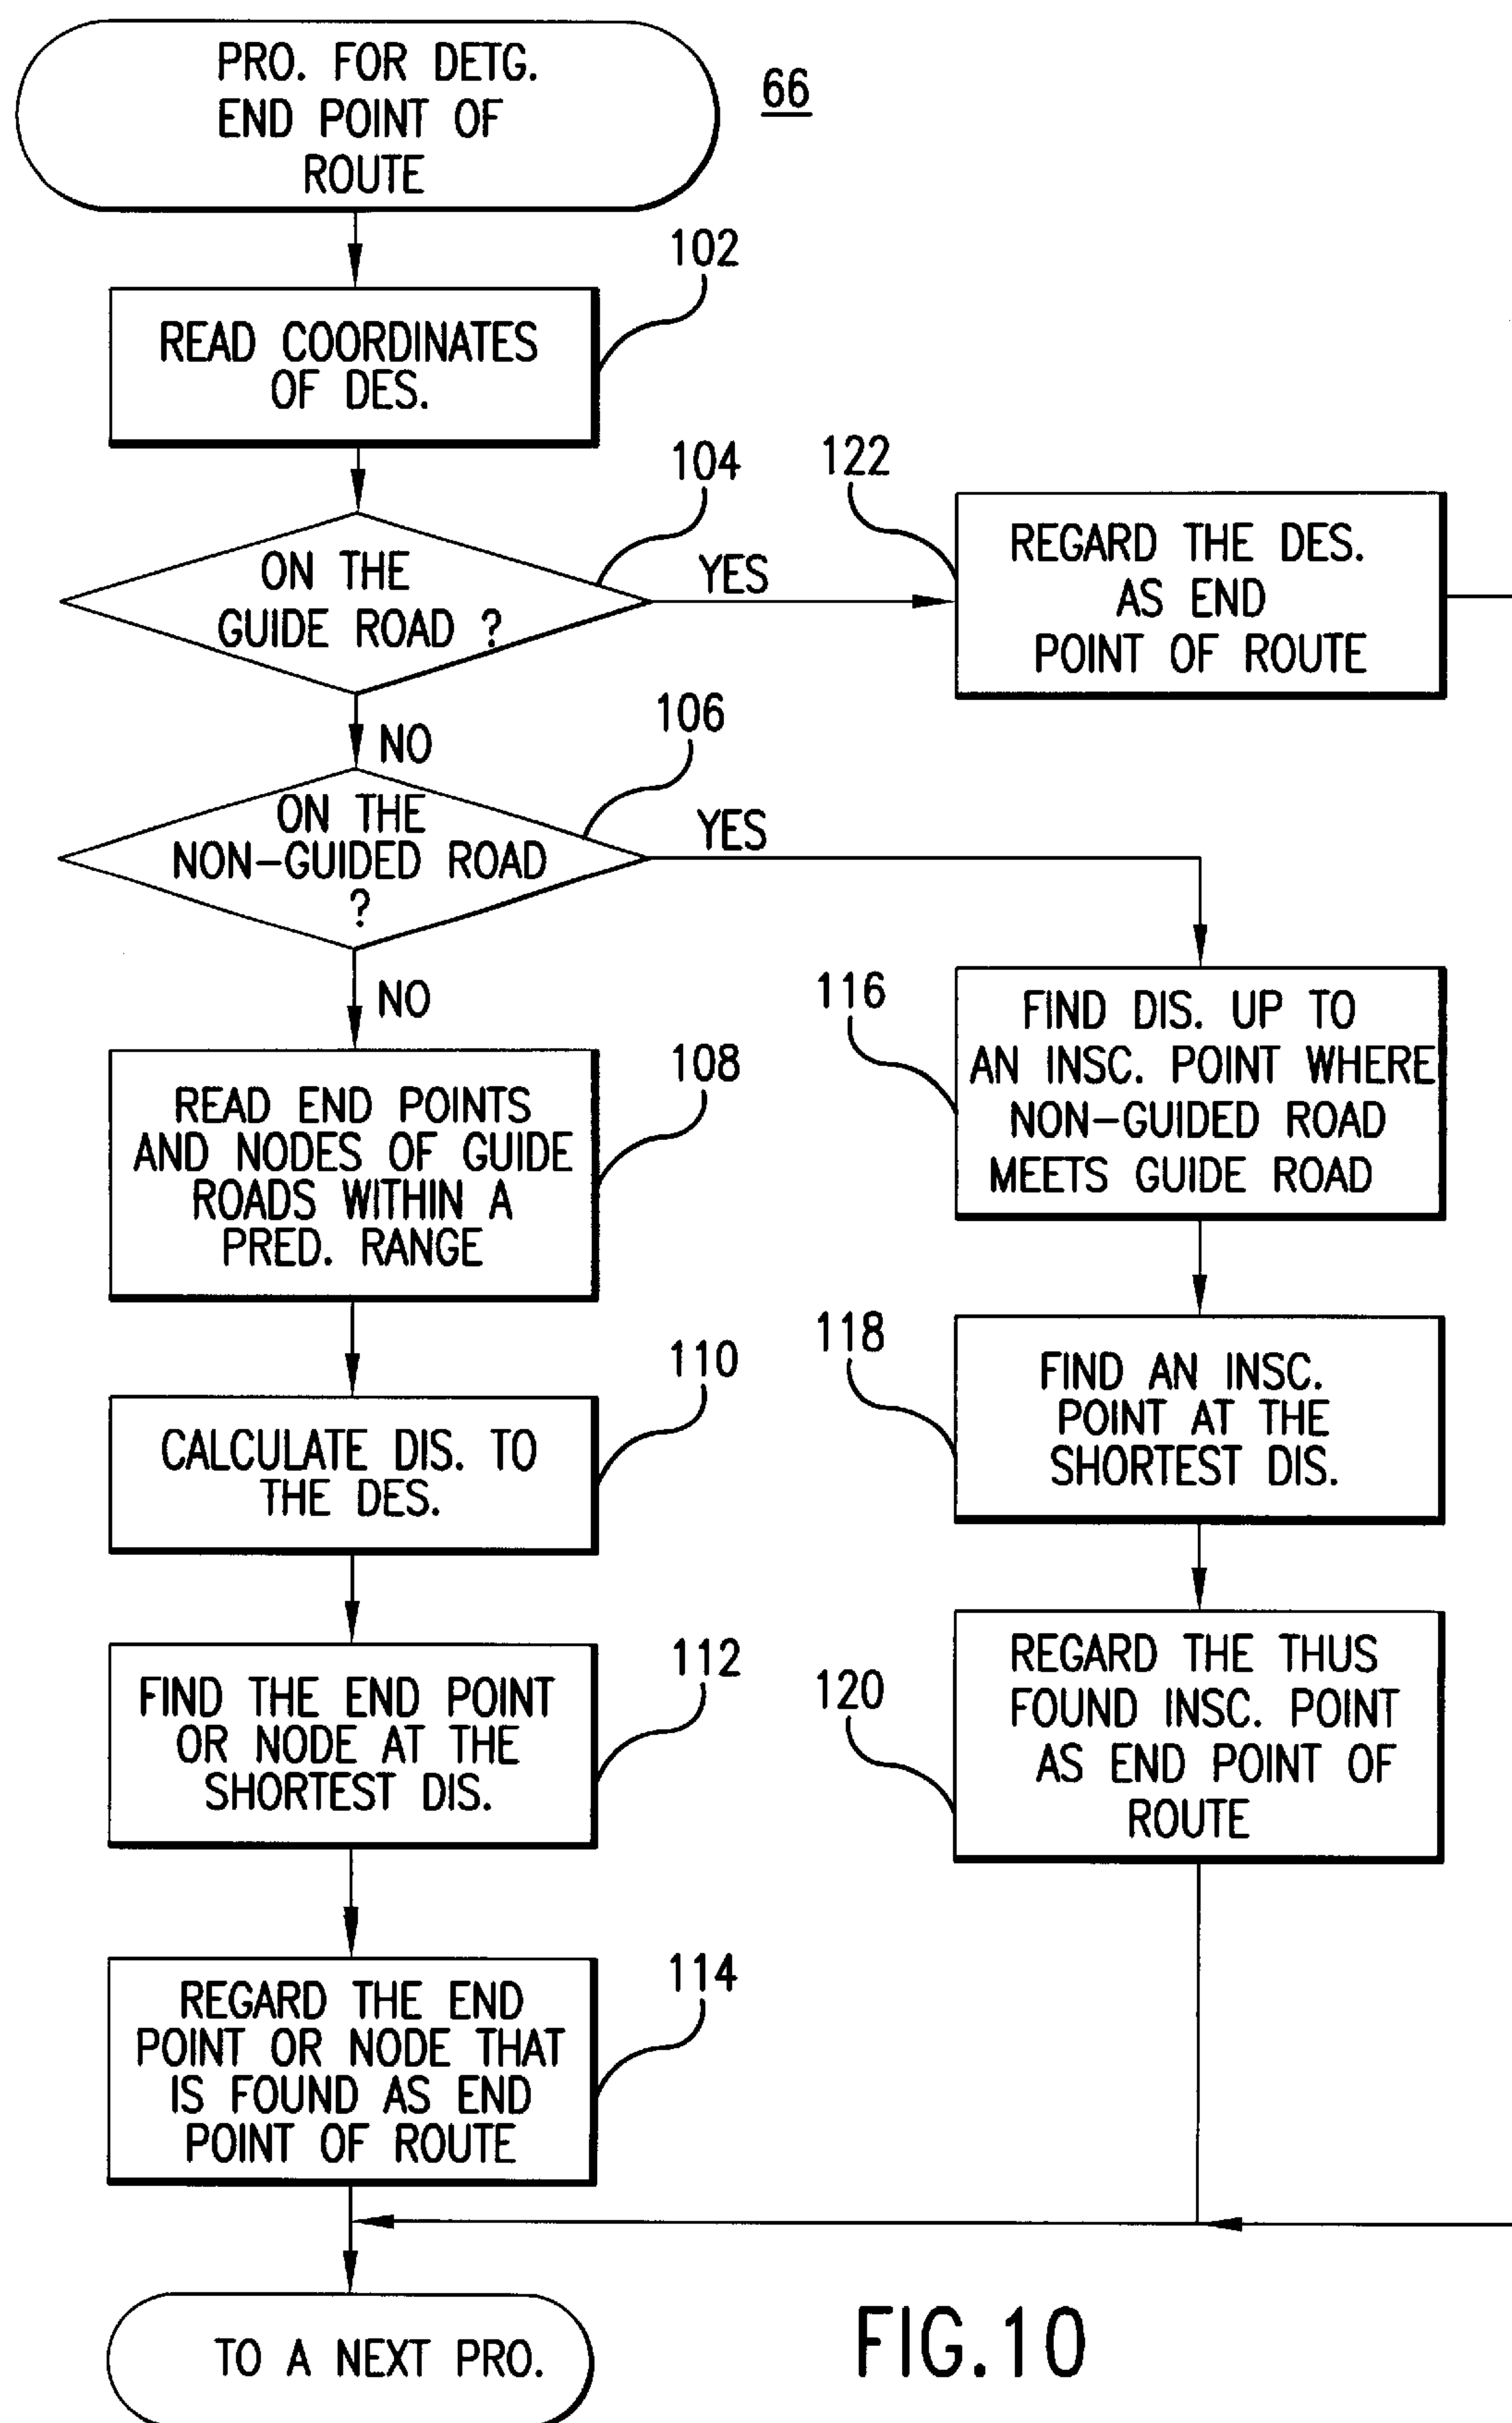 PRO. FOR DETG.
END POINT OF
ROUTE
66
102
READ COORDINATES
OF DES.
104
ON THE
GUIDE ROAD ?
YES
122
REGARD THE DES.
AS END
POINT OF ROUTE
NO
106
ON THE
NON-GUIDED ROAD
?
YES
NO
108
READ END POINTS
AND NODES OF GUIDE
ROADS WITHIN A
PRED. RANGE
116
FIND DIS. UP TO
AN INSC. POINT WHERE
NON-GUIDED ROAD
MEETS GUIDE ROAD
110
CALCULATE DIS. TO
THE DES.
118
FIND AN INSC.
POINT AT THE
SHORTEST DIS.
112
FIND THE END POINT
OR NODE AT THE
SHORTEST DIS.
120
REGARD THE THUS
FOUND INSC. POINT
AS END POINT OF
ROUTE
114
REGARD THE END
POINT OR NODE THAT
IS FOUND AS END
POINT OF ROUTE
TO A NEXT PRO.
FIG.10